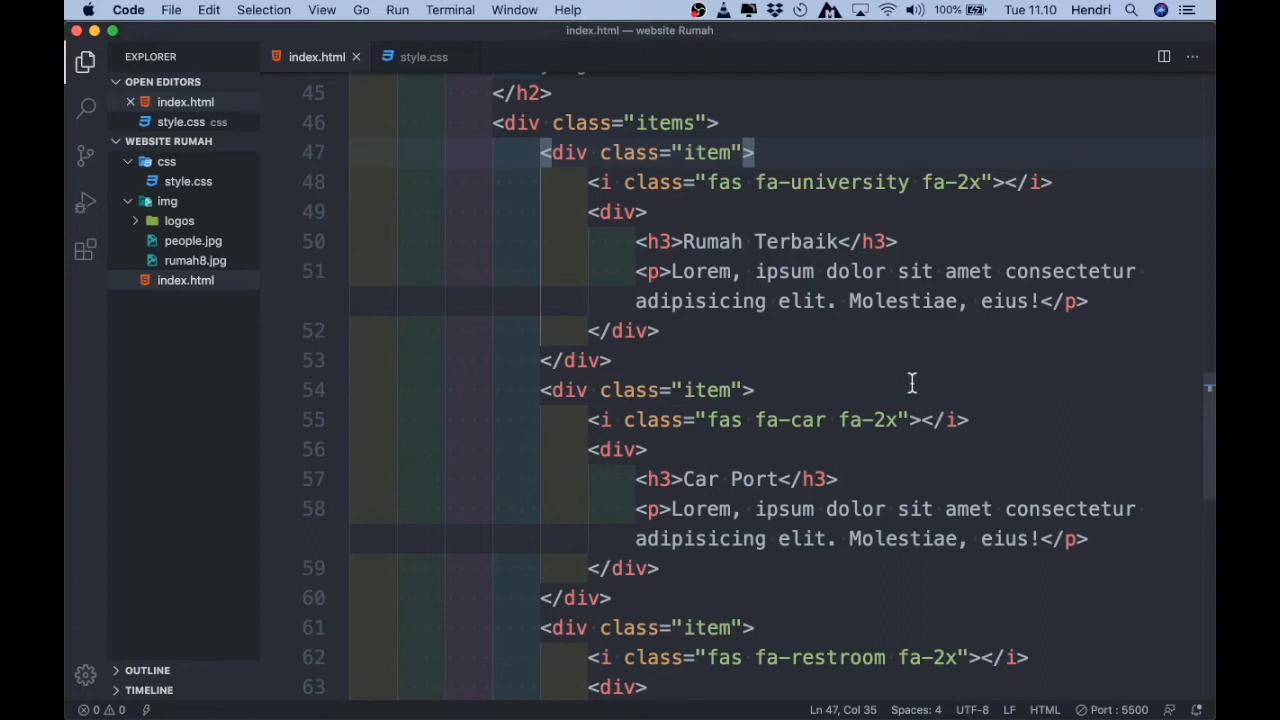 Code File Edit Selection View Go Run Terminal Window Help 100% Tue 11.10 Hendri
index.html — website Rumah
EXPLORER
OPEN EDITORS
index.html
style.css css
WEBSITE RUMAH
css
style.css
img
logos
people.jpg
rumah8.jpg
index.html
OUTLINE
TIMELINE
index.html style.css
45 </h2>
46 <div class="items">
47 <div class="item">
48 <i class="fas fa-university fa-2x"></i>
49 <div>
50 <h3>Rumah Terbaik</h3>
51 <p>Lorem, ipsum dolor sit amet consectetur
adipisicing elit. Molestiae, eius!</p>
52 </div>
53 </div>
54 <div class="item">
55 <i class="fas fa-car fa-2x"></i>
56 <div>
57 <h3>Car Port</h3>
58 <p>Lorem, ipsum dolor sit amet consectetur
adipisicing elit. Molestiae, eius!</p>
59 </div>
60 </div>
61 <div class="item">
62 <i class="fas fa-restroom fa-2x"></i>
63 <div>
0 0 Ln 47, Col 35 Spaces: 4 UTF-8 LF HTML Port : 5500